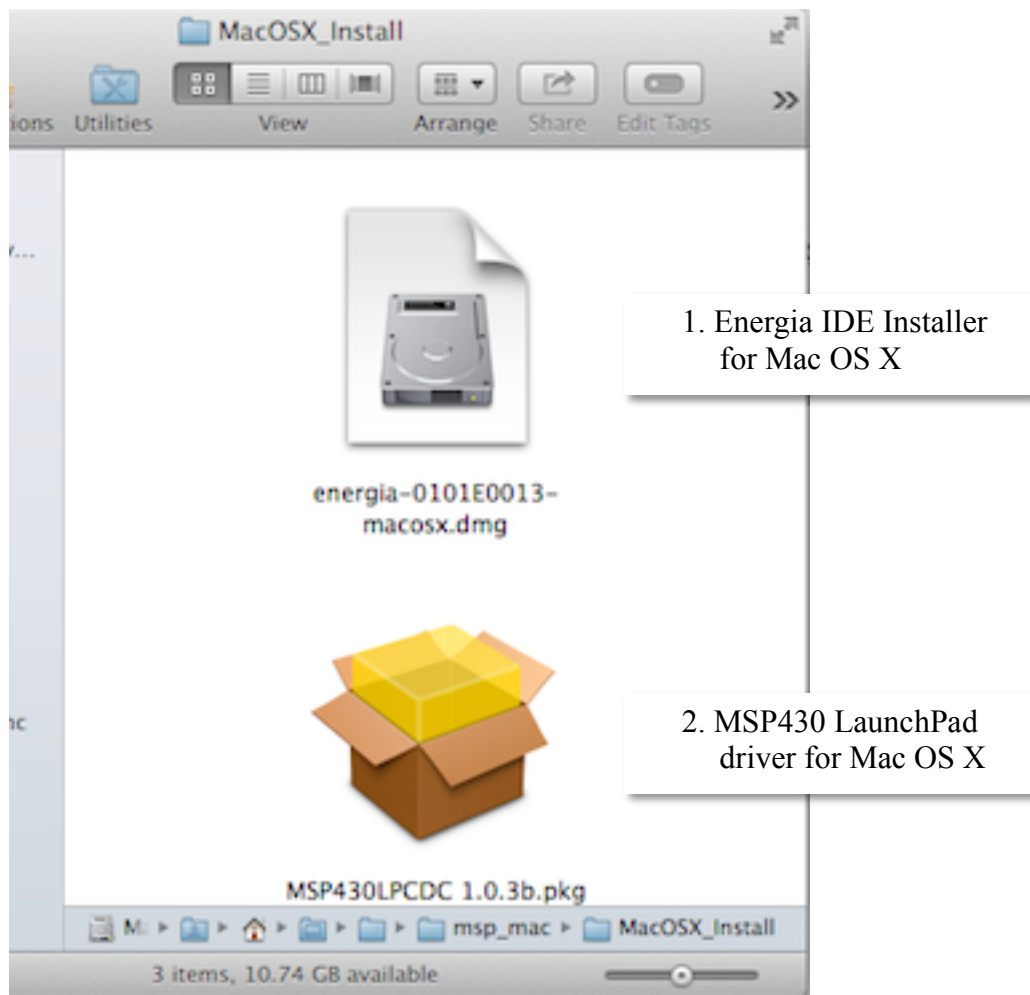 MacOSX_Install
ions Utilities View Arrange Share Edit Tags
1. Energia IDE Installer
for Mac OS X
energia-0101E0013-
macosx.dmg
2. MSP430 LaunchPad
driver for Mac OS X
MSP430LPCDC 1.0.3b.pkg
msp_mac MacOSX_Install
3 items, 10.74 GB available